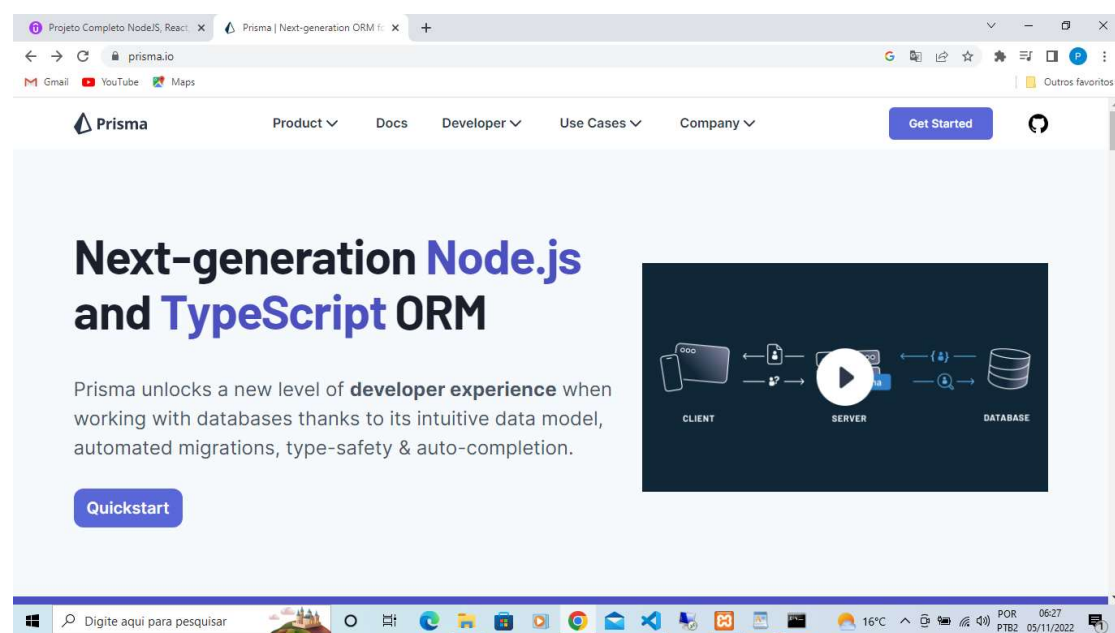 Projeto Completo NodeJS, React
Prisma | Next-generation ORM fo
prisma.io
Gmail YouTube Maps Outros favoritos
Prisma Product Docs Developer Use Cases Company Get Started
Next-generation Node.js
and TypeScript ORM
Prisma unlocks a new level of developer experience when
working with databases thanks to its intuitive data model,
automated migrations, type-safety & auto-completion.
Quickstart
CLIENT SERVER DATABASE
Digite aqui para pesquisar
16°C
POR 06:27
PTB2 05/11/2022